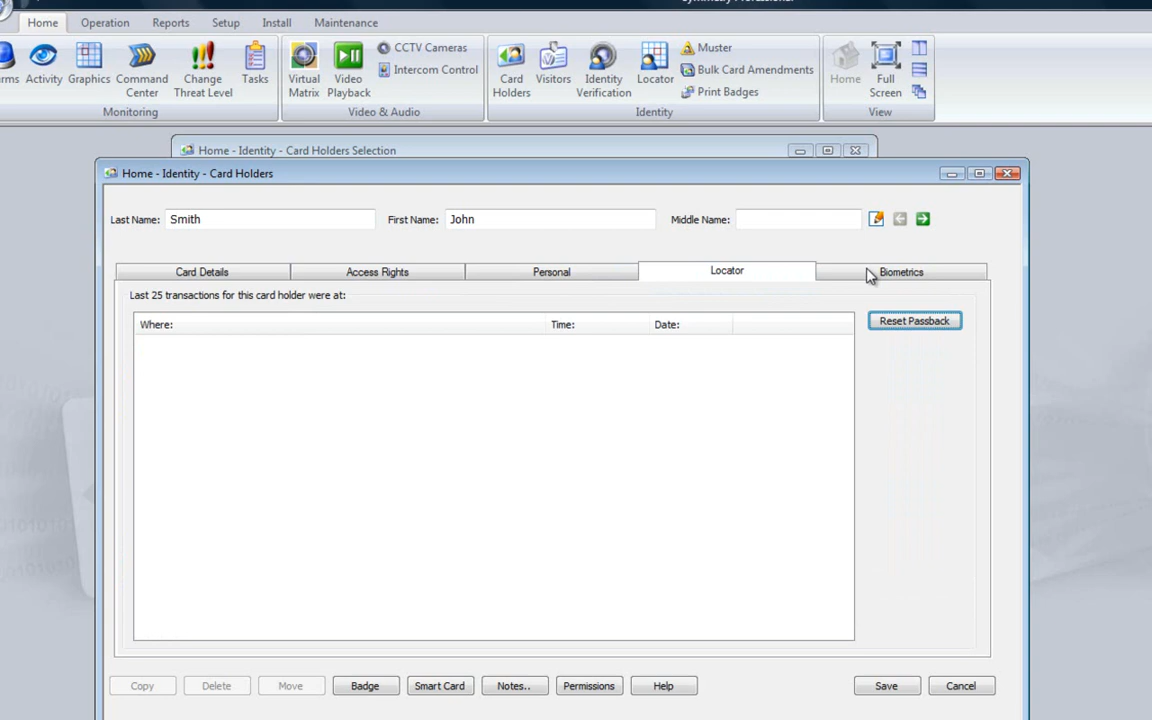 Home Operation Reports Setup Install Maintenance
Activity Graphics Command Center Change Threat Level Tasks
Virtual Matrix Video Playback CCTV Cameras Intercom Control
Card Holders Visitors Identity Verification Locator Muster Bulk Card Amendments Print Badges
Home Full Screen
Monitoring Video & Audio Identity View
Home - Identity - Card Holders Selection
Home - Identity - Card Holders
Last Name: Smith First Name: John Middle Name:
Card Details Access Rights Personal Locator Biometrics
Last 25 transactions for this card holder were at:
Where: Time: Date:
Reset Passback
Copy Delete Move Badge Smart Card Notes.. Permissions Help Save Cancel